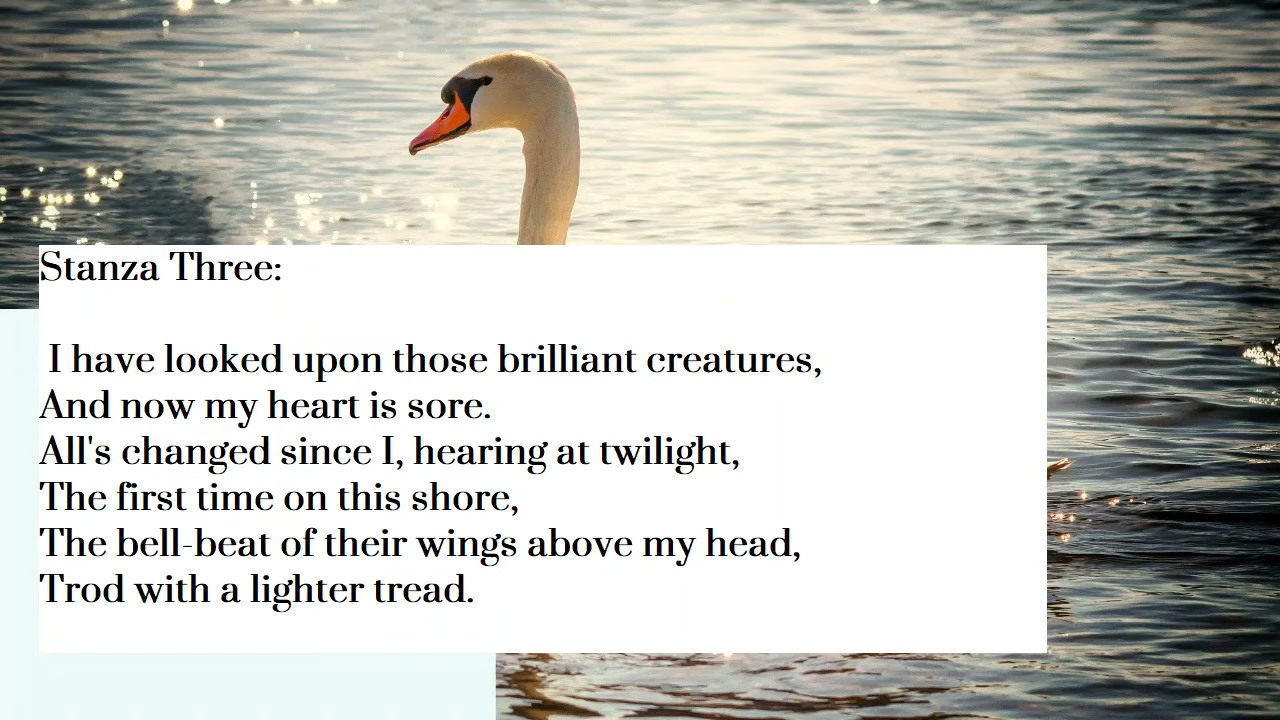 Stanza Three:
I have looked upon those brilliant creatures,
And now my heart is sore.
All's changed since I, hearing at twilight,
The first time on this shore,
The bell-beat of their wings above my head,
Trod with a lighter tread.